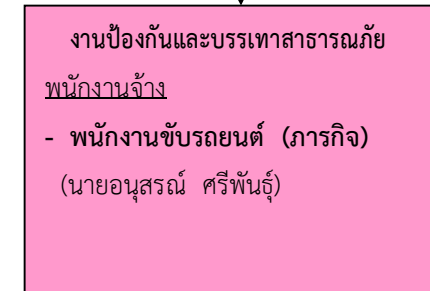 งานป้องกันและบรรเทาสาธารณภัย
พนักงานจ้าง
- พนักงานขับรถยนต์ (ภารกิจ)
(นายอนุสรณ์ ศรีพันธุ์)